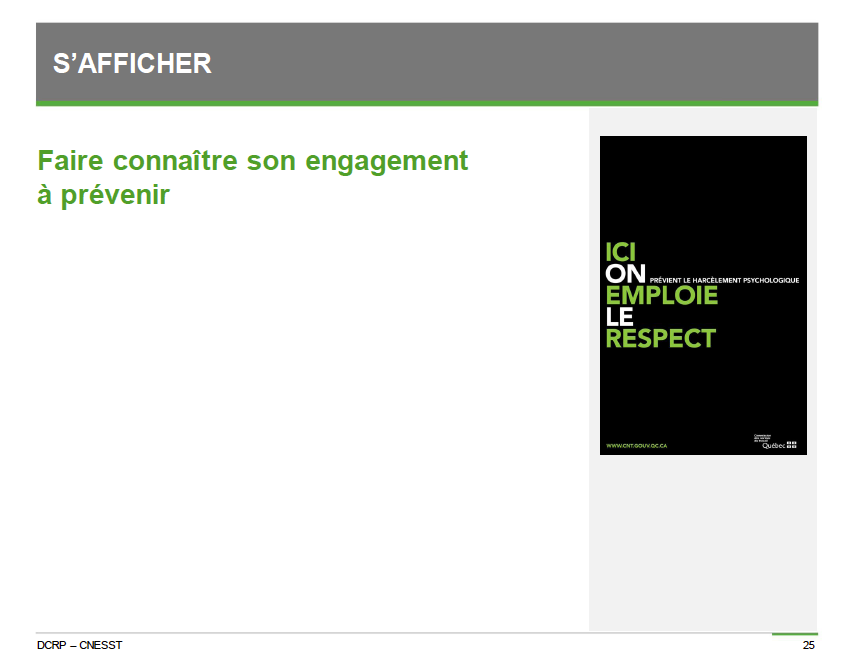 S’AFFICHER
Faire connaître son engagement
à prévenir
ICI
ON PRÉVIENT LE HARCÈLEMENT PSYCHOLOGIQUE
EMPLOIE
LE
RESPECT
WWW.CNT.GOUV.QC.CA
Québec
DCRP – CNESST
25